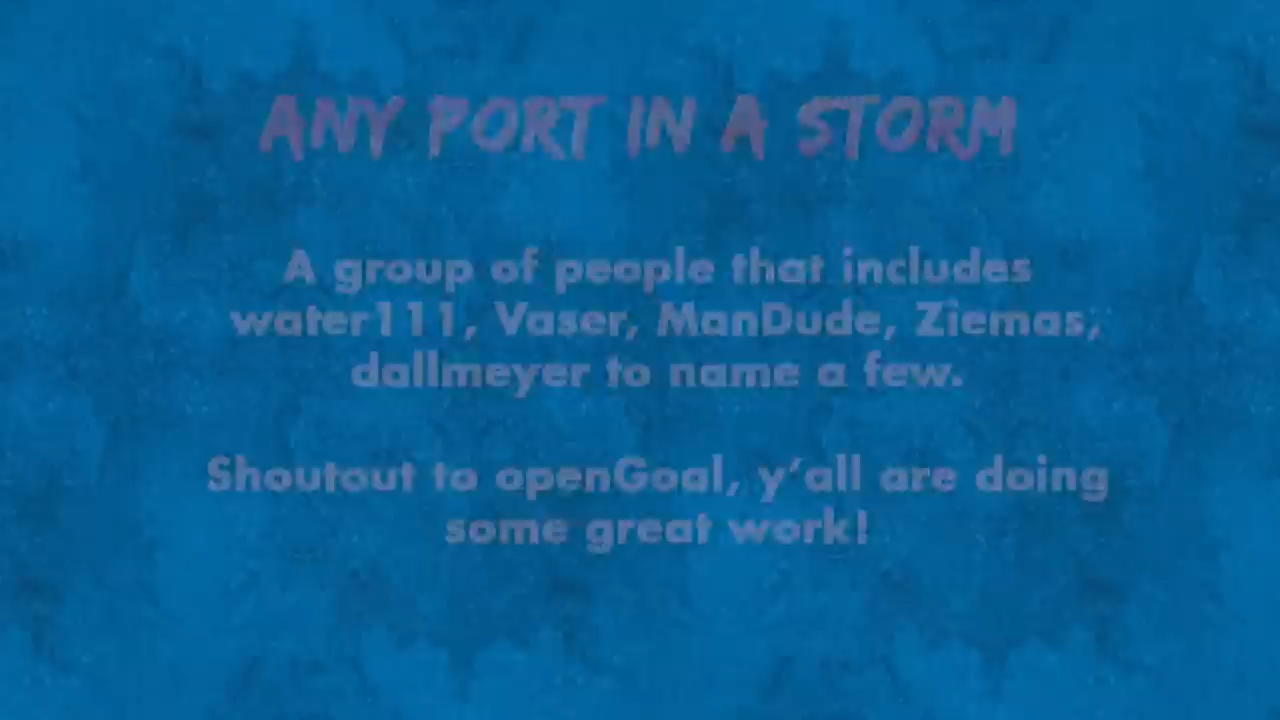 ANY PORT IN A STORM
A group of people that includes
water111, Vaser, ManDude, Ziemas,
dallmeyer to name a few.
Shoutout to openGoal, y’all are doing
some great work!